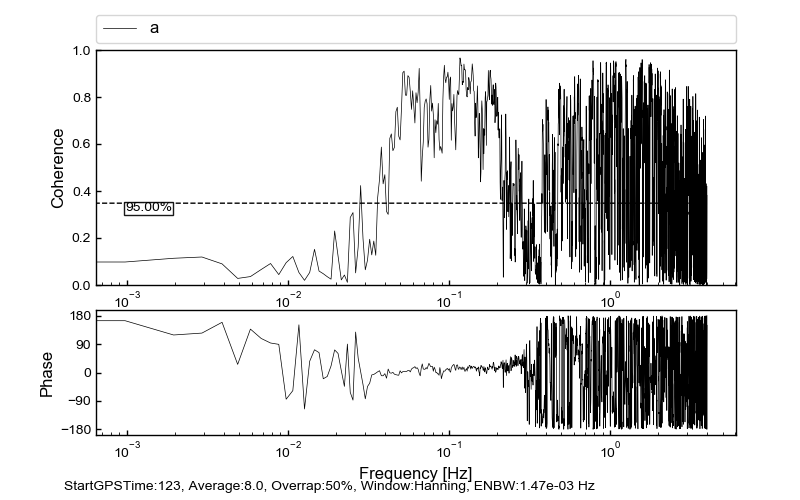 a
1.0
0.8
0.6
0.4
0.2
0.0
Coherence
95.00%
10⁻³ 10⁻² 10⁻¹ 10⁰
180
90
0
−90
−180
Phase
10⁻³ 10⁻² 10⁻¹ 10⁰
Frequency [Hz]
StartGPSTime:123, Average:8.0, Overrap:50%, Window:Hanning, ENBW:1.47e-03 Hz